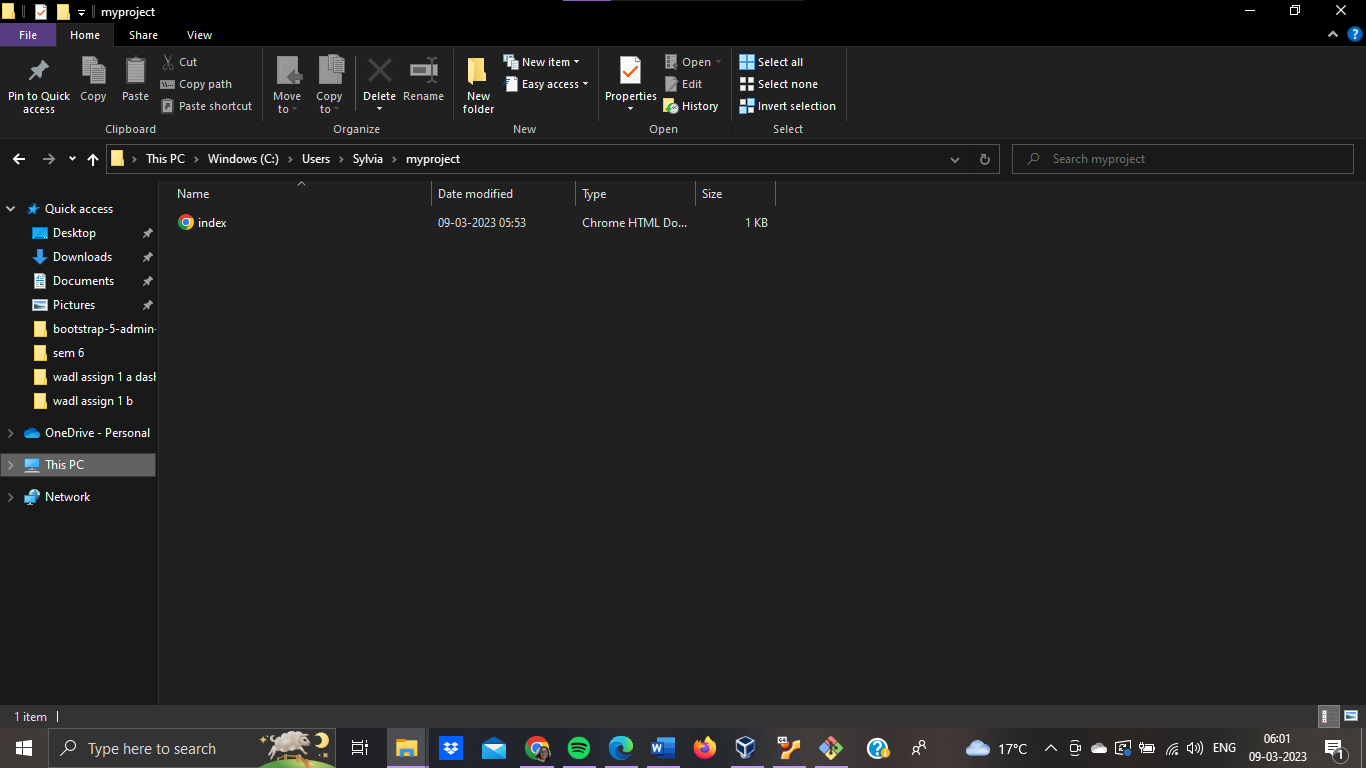 myproject
File Home Share View
Pin to Quick access
Copy
Paste
Cut
Copy path
Paste shortcut
Clipboard
Move to
Copy to
Delete
Rename
Organize
New folder
New item
Easy access
New
Properties
Open
Edit
History
Open
Select all
Select none
Invert selection
Select
This PC > Windows (C:) > Users > Sylvia > myproject
Search myproject
Name Date modified Type Size
index 09-03-2023 05:53 Chrome HTML Do... 1 KB
Quick access
Desktop
Downloads
Documents
Pictures
bootstrap-5-admin-
sem 6
wadl assign 1 a dash
wadl assign 1 b
OneDrive - Personal
This PC
Network
1 item
Type here to search
17°C
ENG
06:01
09-03-2023
1